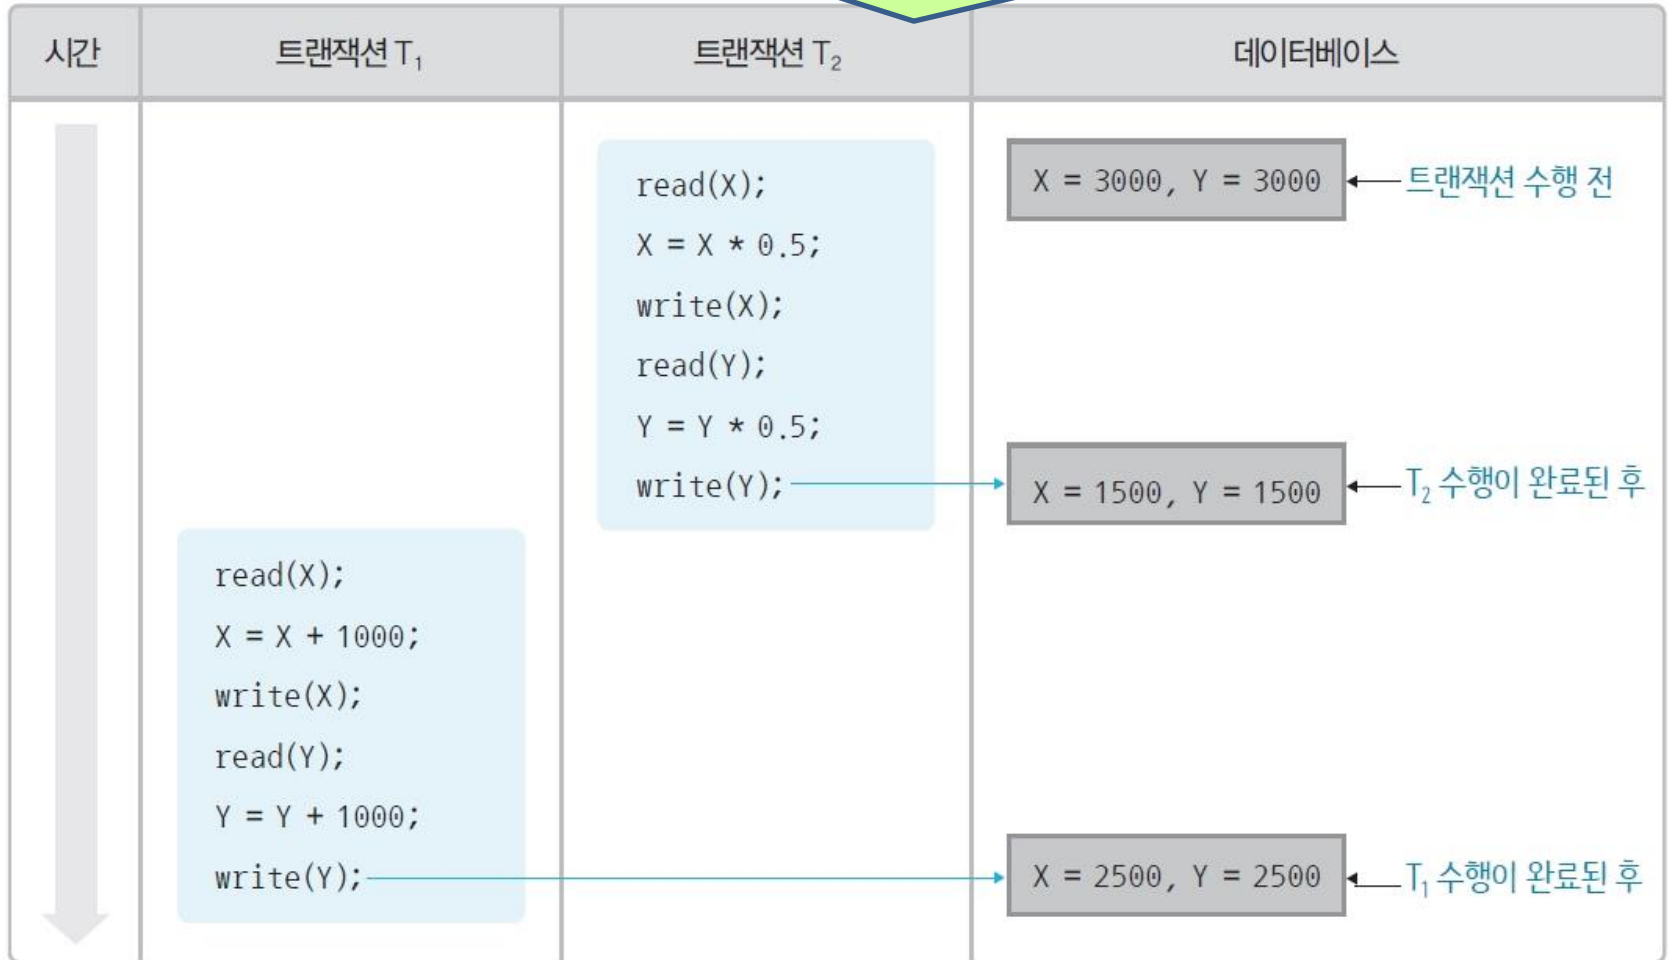 시간
트랜잭션 T₁
트랜잭션 T₂
데이터베이스
read(X);
X = X * 0.5;
write(X);
read(Y);
Y = Y * 0.5;
write(Y);
X = 3000, Y = 3000
트랜잭션 수행 전
X = 1500, Y = 1500
T₂ 수행이 완료된 후
read(X);
X = X + 1000;
write(X);
read(Y);
Y = Y + 1000;
write(Y);
X = 2500, Y = 2500
T₁ 수행이 완료된 후